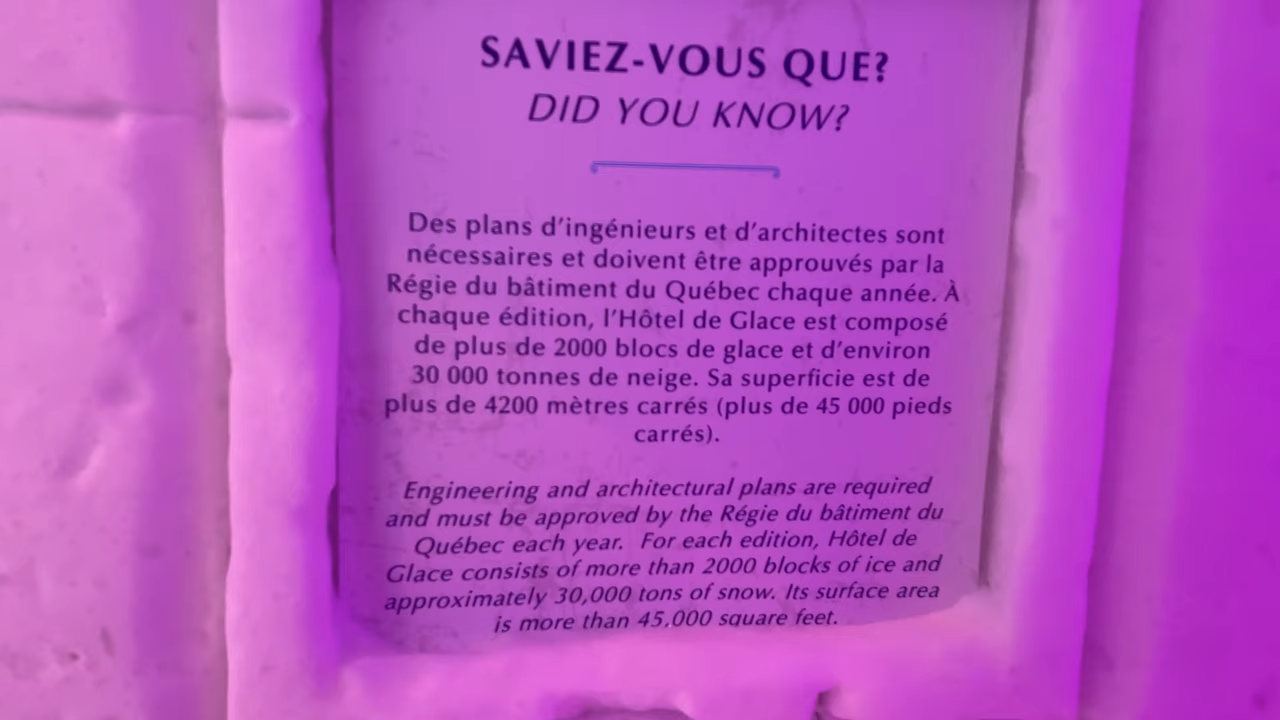 SAVIEZ-VOUS QUE?
DID YOU KNOW?
Des plans d'ingénieurs et d'architectes sont
nécessaires et doivent être approuvés par la
Régie du bâtiment du Québec chaque année. À
chaque édition, l'Hôtel de Glace est composé
de plus de 2000 blocs de glace et d'environ
30 000 tonnes de neige. Sa superficie est de
plus de 4200 mètres carrés (plus de 45 000 pieds
carrés).
Engineering and architectural plans are required
and must be approved by the Régie du bâtiment du
Québec each year. For each edition, Hôtel de
Glace consists of more than 2000 blocks of ice and
approximately 30,000 tons of snow. Its surface area
is more than 45,000 square feet.